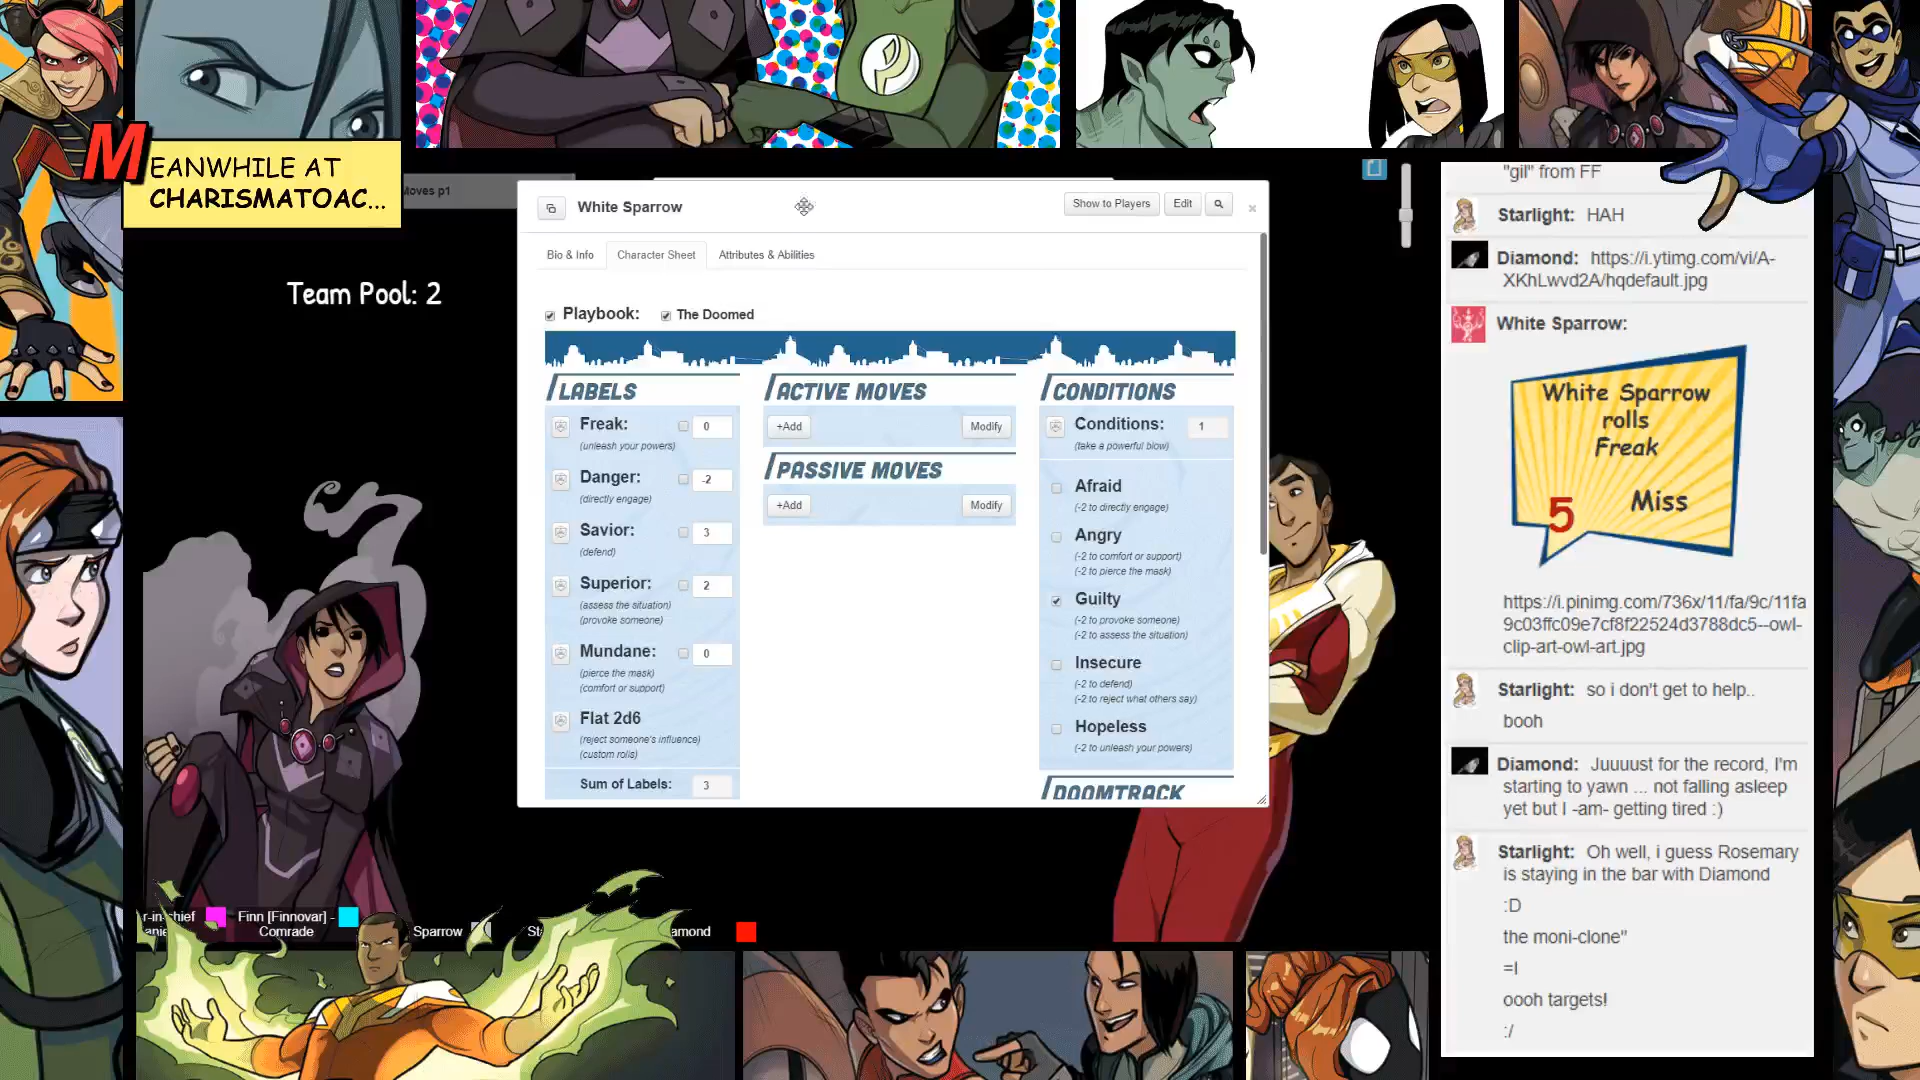 MEANWHILE AT
CHARISMATOAC...
Moves p1
Team Pool: 2
White Sparrow
Show to Players
Edit
Bio & Info
Character Sheet
Attributes & Abilities
Playbook:
The Doomed
LABELS
Freak:
0
(unleash your powers)
Danger:
-2
(directly engage)
Savior:
3
(defend)
Superior:
2
(assess the situation)
(provoke someone)
Mundane:
0
(pierce the mask)
(comfort or support)
Flat 2d6
(reject someone's influence)
(custom rolls)
Sum of Labels:
3
ACTIVE MOVES
+Add
Modify
PASSIVE MOVES
+Add
Modify
CONDITIONS
Conditions:
1
(take a powerful blow)
Afraid
(-2 to directly engage)
Angry
(-2 to comfort or support)
(-2 to pierce the mask)
Guilty
(-2 to provoke someone)
(-2 to assess the situation)
Insecure
(-2 to defend)
(-2 to reject what others say)
Hopeless
(-2 to unleash your powers)
DOOMTRACK
r-in-chief
Finn [Finnovar] -
Comrade
Sparrow
St
amond
"gil" from FF
Starlight: HAH
Diamond: https://i.ytimg.com/vi/A-
XKhLwvd2A/hqdefault.jpg
White Sparrow:
White Sparrow
rolls
Freak
5
Miss
https://i.pinimg.com/736x/11/fa/9c/11fa
9c03ffc09e7cf8f22524d3788dc5--owl-
clip-art-owl-art.jpg
Starlight: so i don't get to help..
booh
Diamond: Juuuust for the record, I'm
starting to yawn ... not falling asleep
yet but I -am- getting tired :)
Starlight: Oh well, i guess Rosemary
is staying in the bar with Diamond
:D
the moni-clone"
=I
oooh targets!
:/